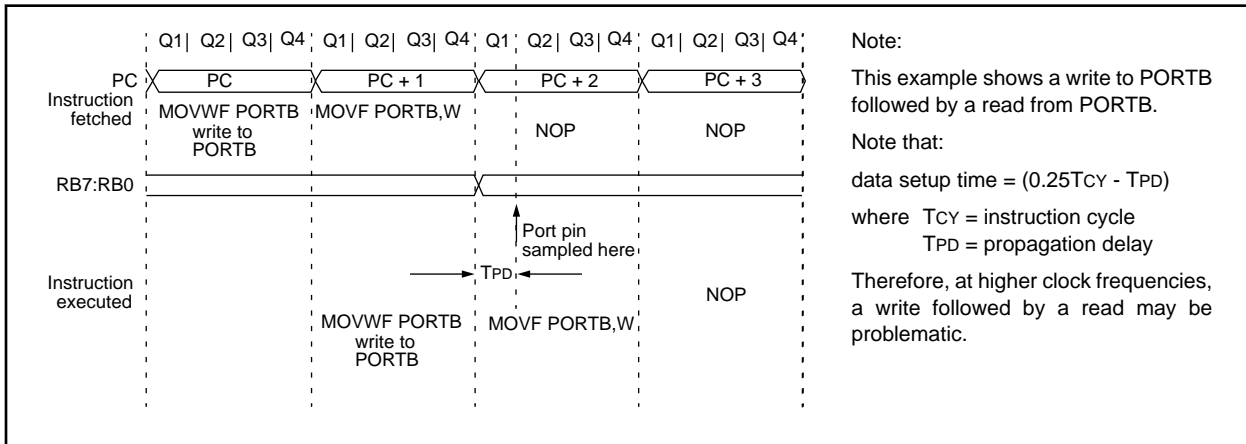 Q1| Q2| Q3| Q4 Q1| Q2| Q3| Q4 Q1| Q2| Q3| Q4 Q1| Q2| Q3| Q4
PC PC PC + 1 PC + 2 PC + 3
Instruction
fetched
MOVWF PORTB
write to
PORTB
MOVF PORTB,W
NOP
NOP
RB7:RB0
Port pin
sampled here
TPD
Instruction
executed
MOVWF PORTB
write to
PORTB
MOVF PORTB,W
NOP
Note:
This example shows a write to PORTB
followed by a read from PORTB.
Note that:
data setup time = (0.25TCY - TPD)
where TCY = instruction cycle
TPD = propagation delay
Therefore, at higher clock frequencies,
a write followed by a read may be
problematic.